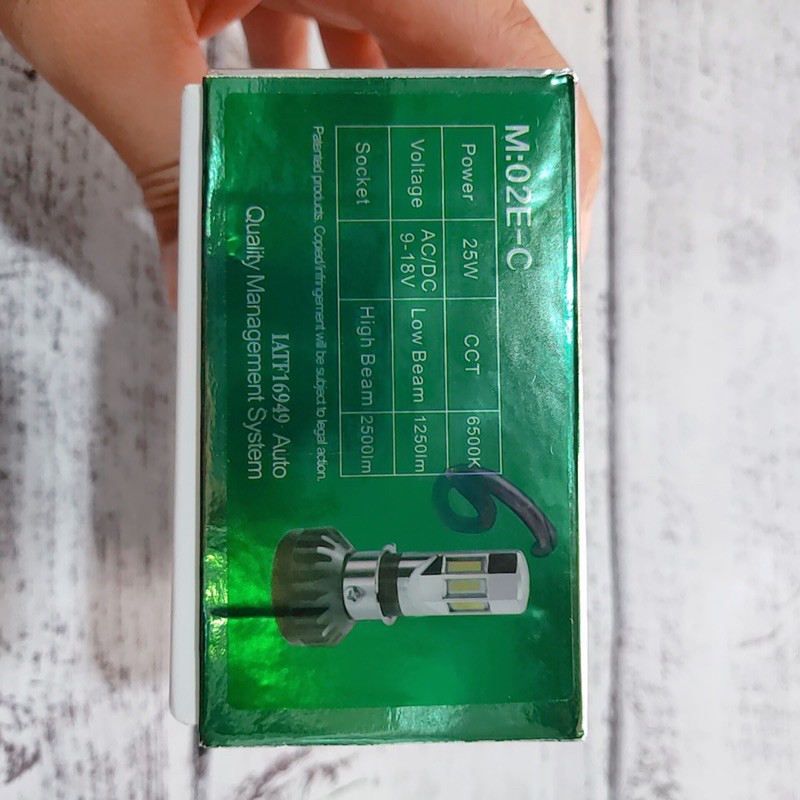 M:02E-C
Power 25W CCT 6500K
Voltage AC/DC 9-18V Low Beam 1250lm
Socket High Beam 2500lm
Patented products. Copied infringement will be subject to legal action.
IATF16949· Auto
Quality Management System